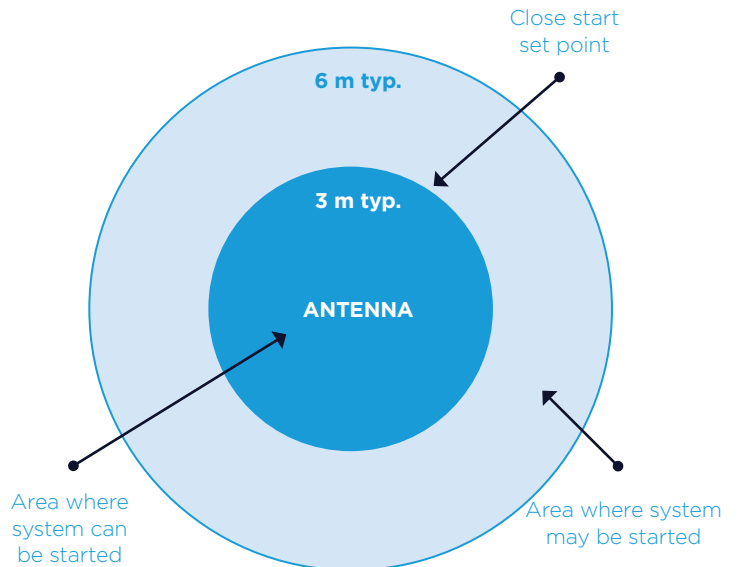 Close start
set point
6 m typ.
3 m typ.
ANTENNA
Area where
system can
be started
Area where system
may be started